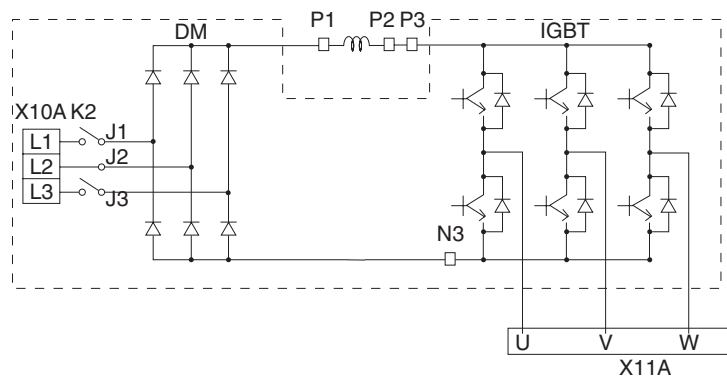 P1 P2 P3
DM
IGBT
X10A K2
L1
J1
L2
J2
L3
J3
N3
U V W
X11A